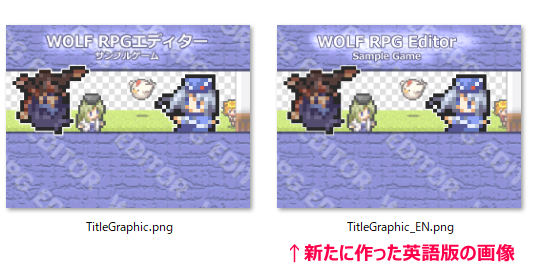 WOLF RPGエディター
サンプルゲーム
WOLF RPG Editor
Sample Game
TitleGraphic.png
TitleGraphic_EN.png
↑新たに作った英語版の画像